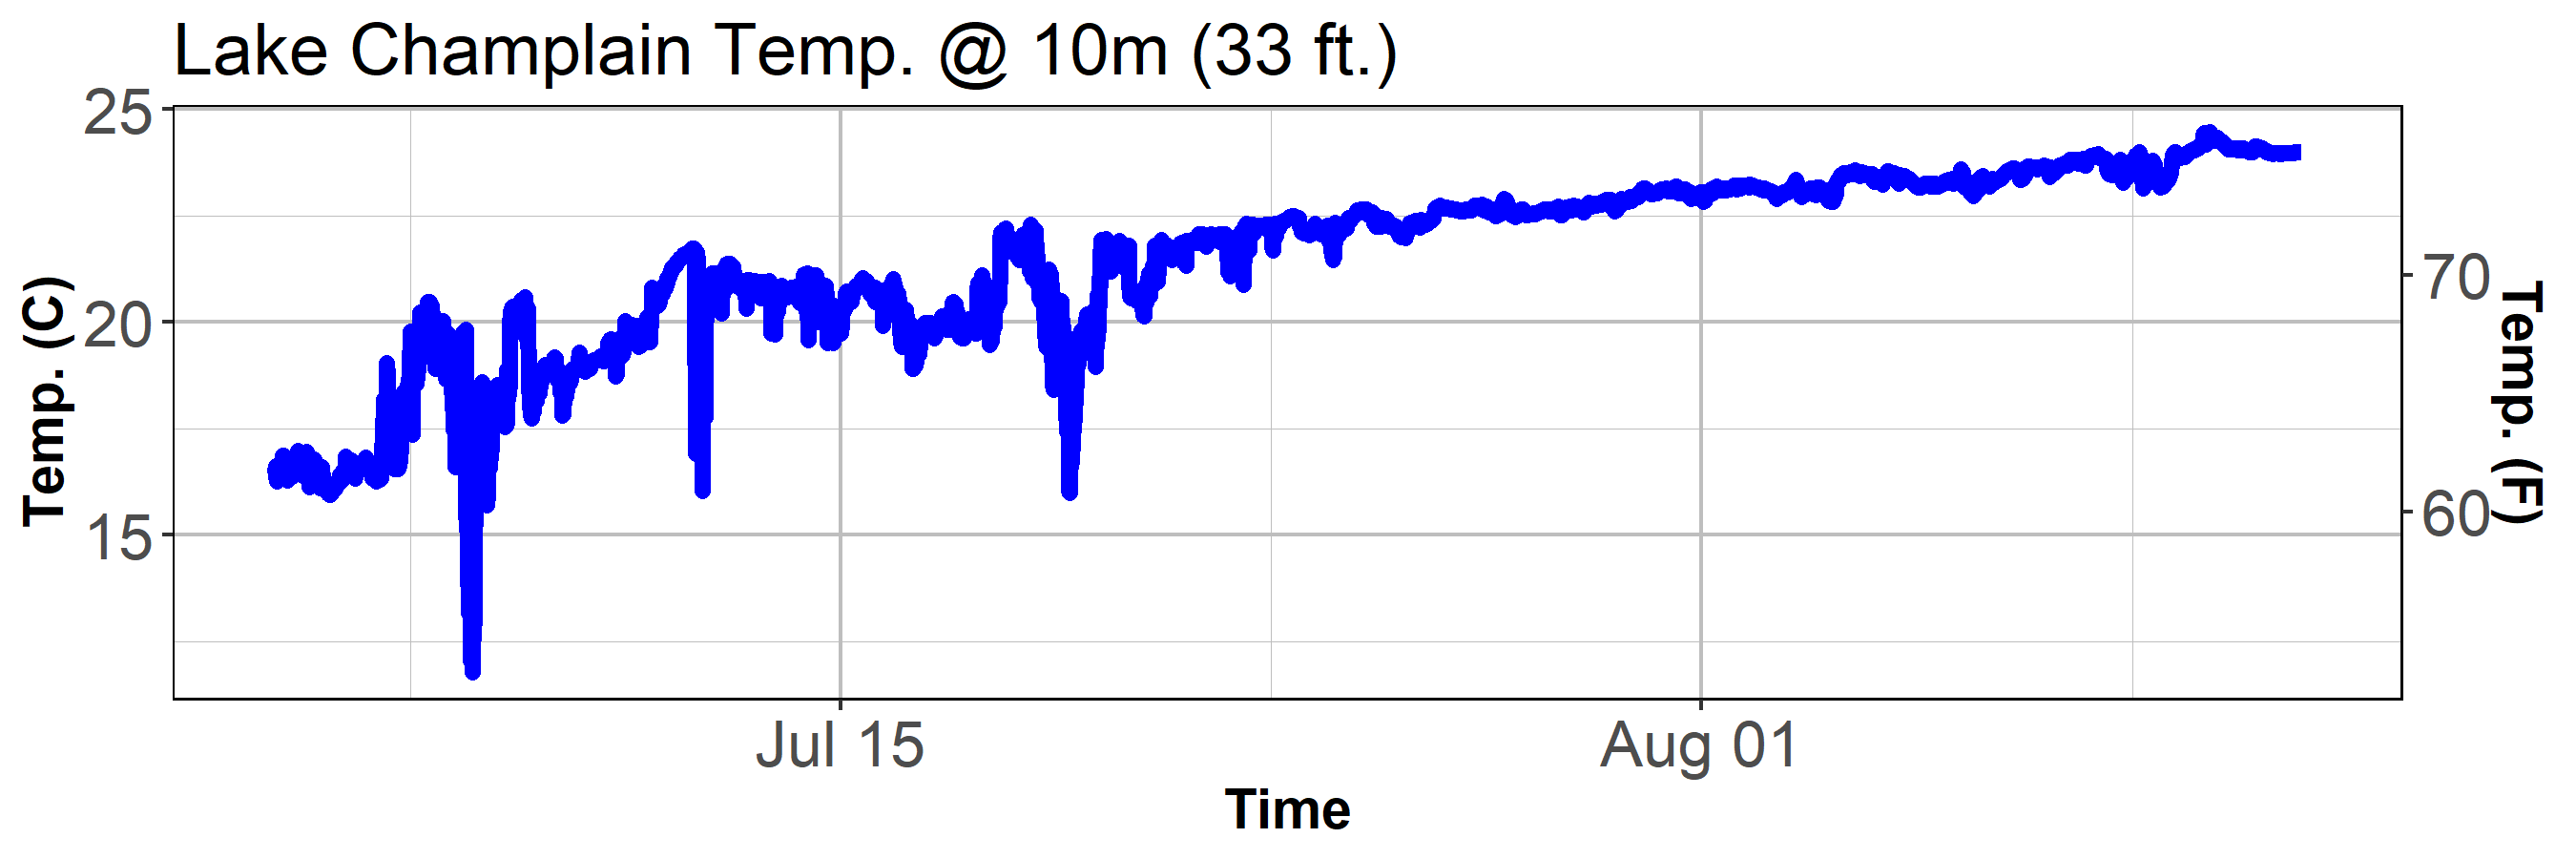 Lake Champlain Temp. @ 10m (33 ft.)
25
20
15
Temp. (C)
70
60
Temp. (F)
Jul 15
Aug 01
Time